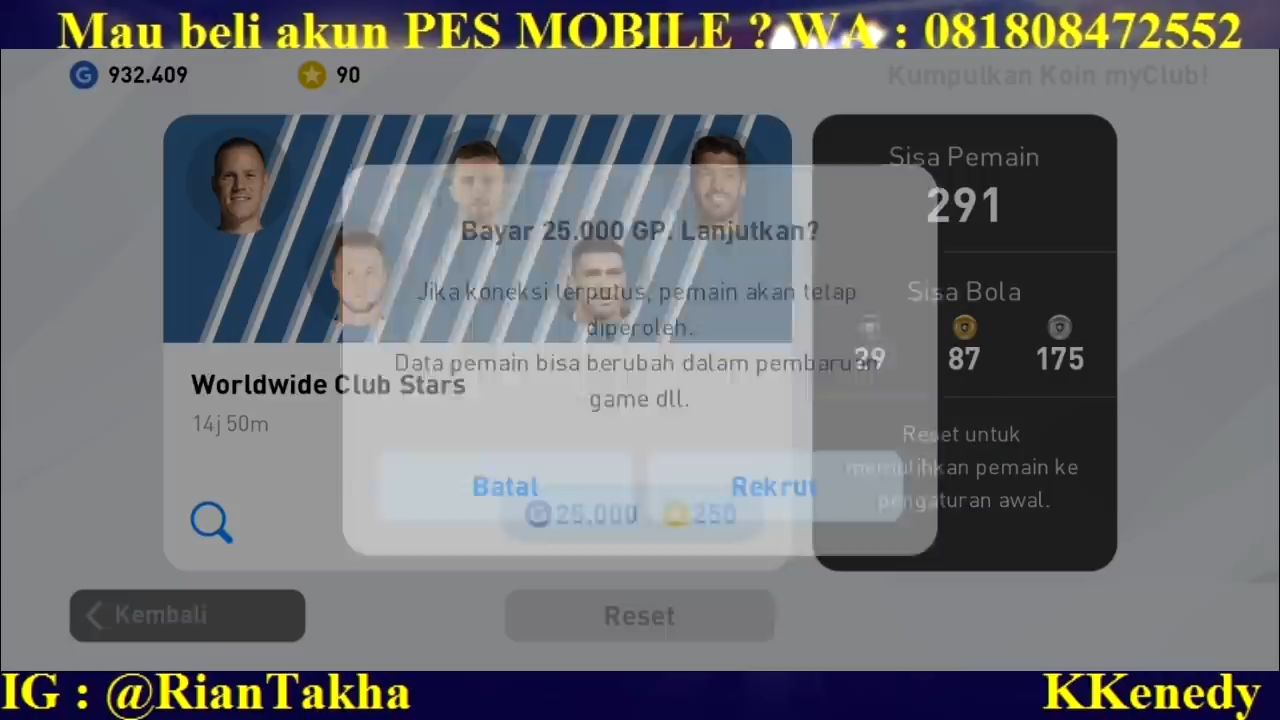 Mau beli akun PES MOBILE ? WA : 081808472552
932.409
90
Kumpulkan Koin myClub!
Sisa Pemain
291
Bayar 25.000 GP. Lanjutkan?
Jika koneksi terputus, pemain akan tetap
diperoleh.
Data pemain bisa berubah dalam pembaruan
game dll.
Sisa Bola
29
87
175
Worldwide Club Stars
14j 50m
Reset untuk
memulihkan pemain ke
pengaturan awal.
Batal
Rekrut
25,000
250
Kembali
Reset
IG : @RianTakha
KKenedy